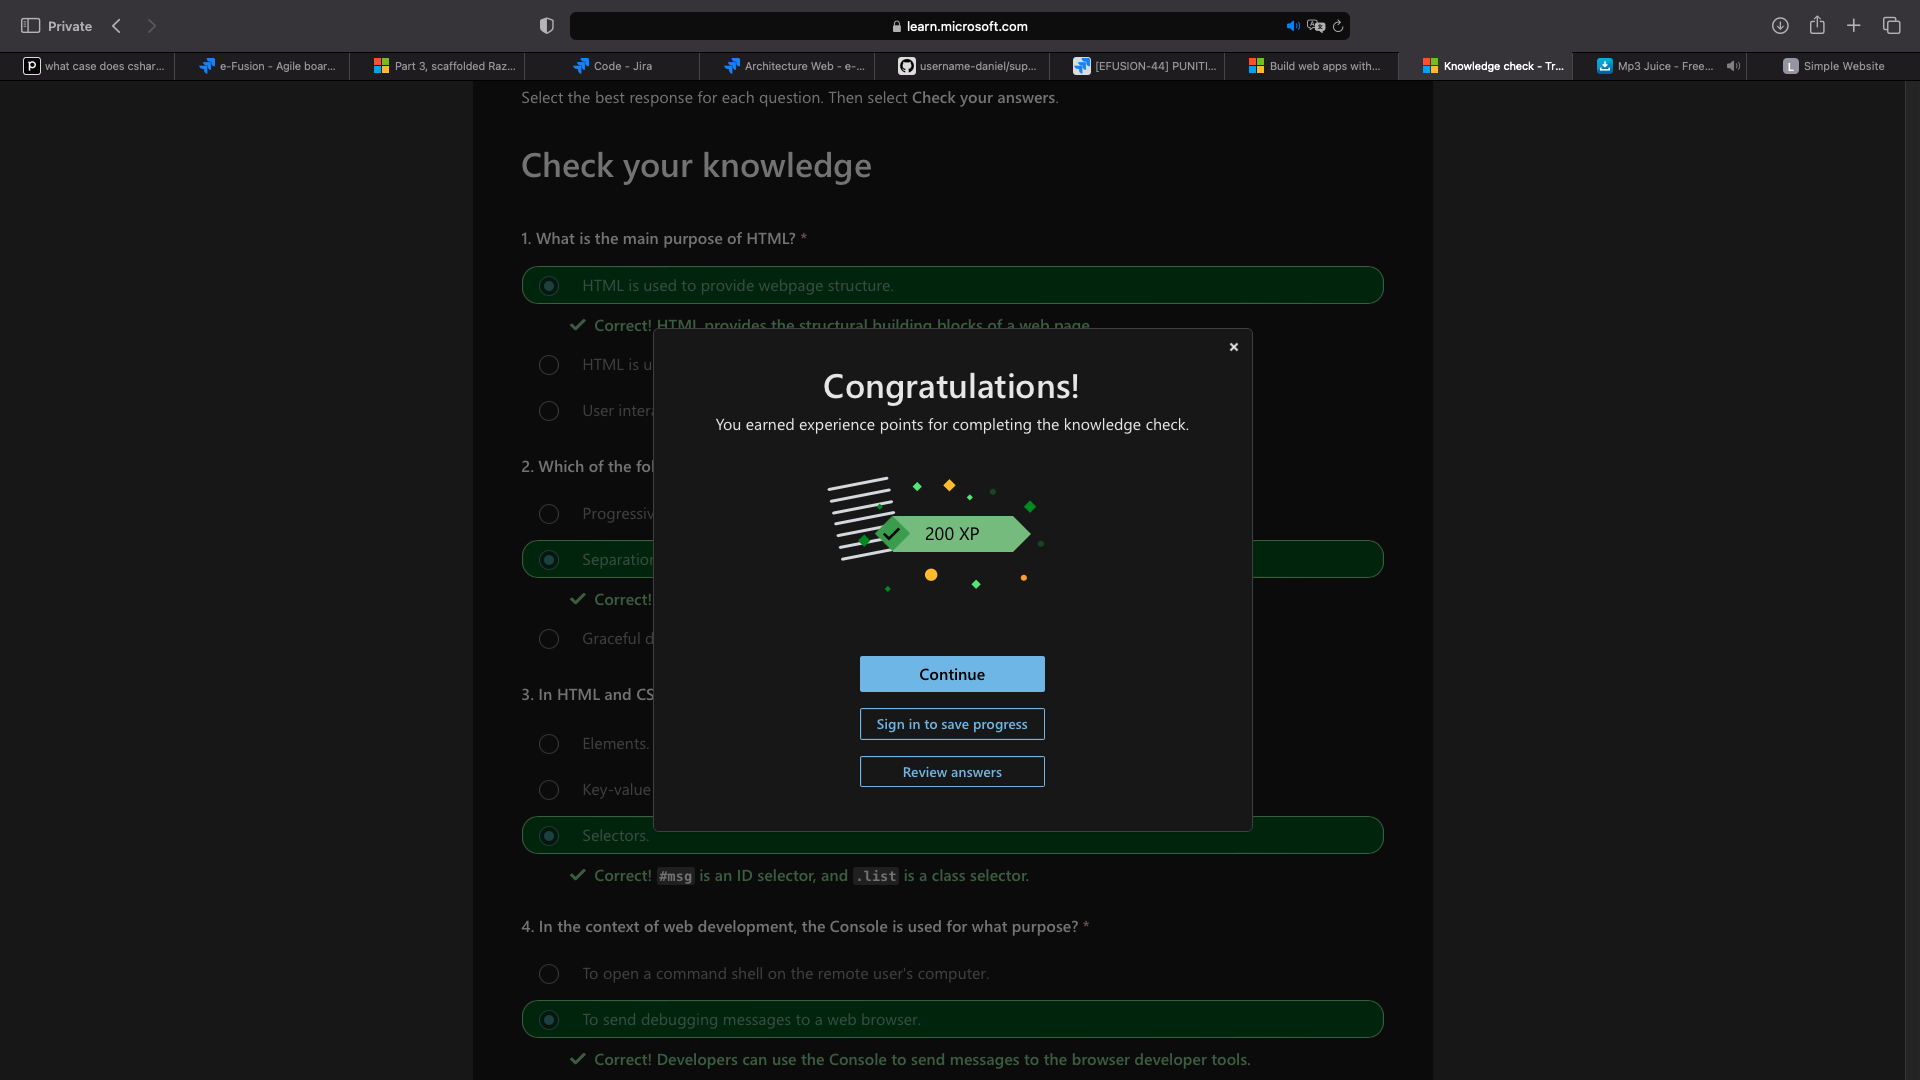 Private
learn.microsoft.com
what case does cshar...
e-Fusion - Agile boar...
Part 3, scaffolded Raz...
Code - Jira
Architecture Web - e-...
username-daniel/sup...
[EFUSION-44] PUNITI...
Build web apps with...
Knowledge check - Tr...
Mp3 Juice - Free...
L Simple Website
Select the best response for each question. Then select Check your answers.
Check your knowledge
1. What is the main purpose of HTML? *
HTML is used to provide webpage structure.
Correct! HTML provides the structural building blocks of a web page.
HTML is u
User intera
2. Which of the fol
Progressiv
Separation
Correct!
Graceful d
3. In HTML and CS
Elements.
Key-value
Selectors.
Correct! #msg is an ID selector, and .list is a class selector.
4. In the context of web development, the Console is used for what purpose? *
To open a command shell on the remote user's computer.
To send debugging messages to a web browser.
Correct! Developers can use the Console to send messages to the browser developer tools.
×
Congratulations!
You earned experience points for completing the knowledge check.
200 XP
Continue
Sign in to save progress
Review answers